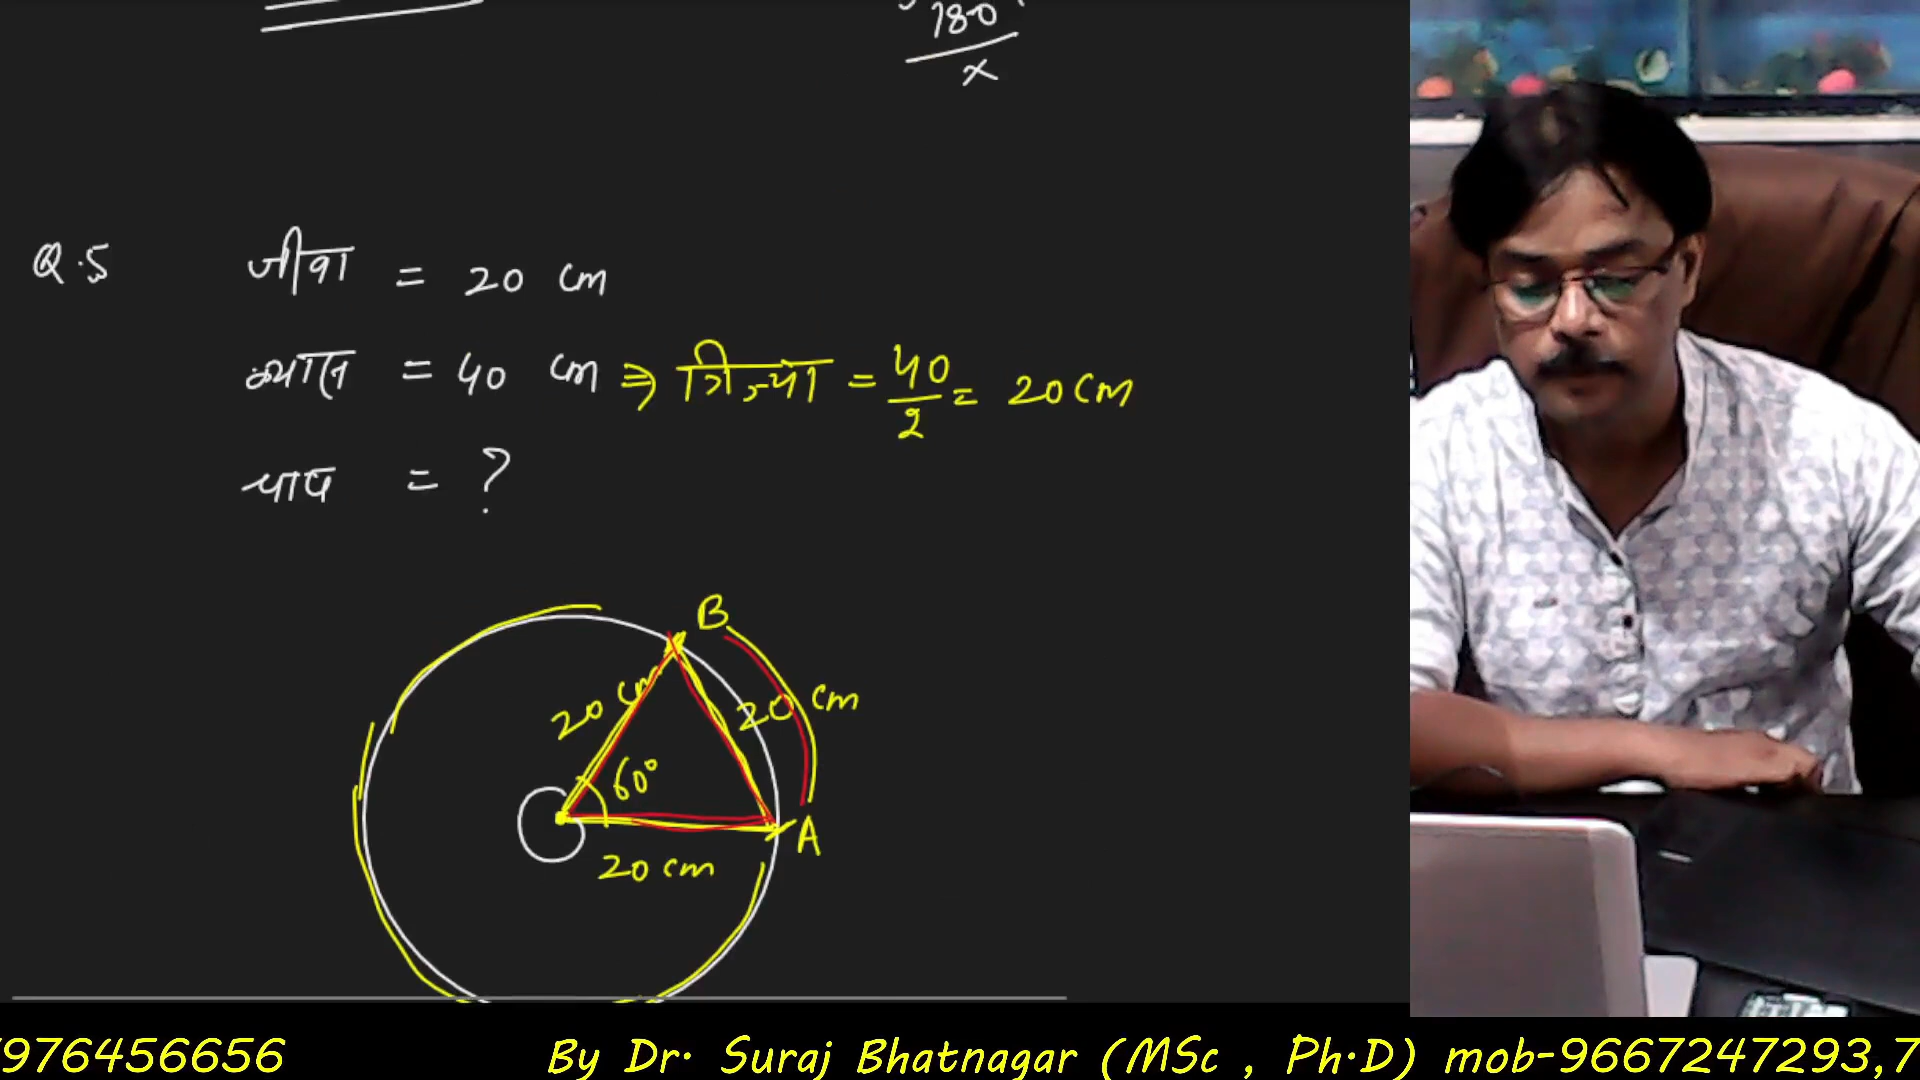 180
x
Q.5 जीवा = 20 cm
व्यास = 40 cm ⇒ त्रिज्या = 40/2 = 20 cm
चाप = ?
B
20 cm
20 cm
60°
A
20 cm
976456656 By Dr. Suraj Bhatnagar (MSc , Ph.D) mob-9667247293,7